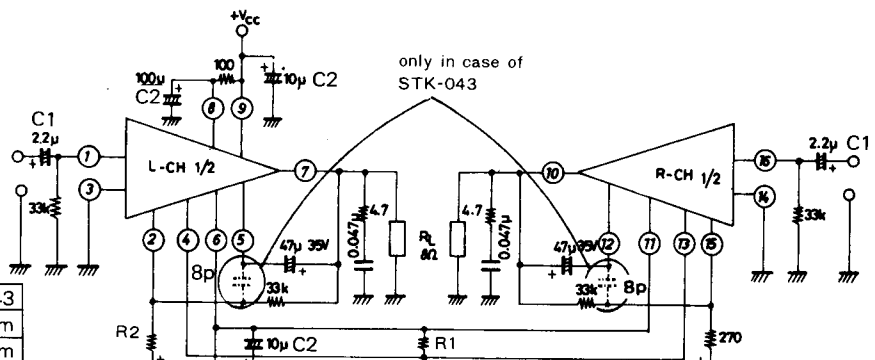 +Vcc
only in case of
STK-043
100μ
C2
100
10μ C2
8
9
C1
2.2μ
1
L-CH 1/2
7
3
33k
2
4
6
5
47μ 35V
8p
33k
4.7
0.047μ
RL
8Ω
4.7
0.047μ
10
R-CH 1/2
16
2.2μ
C1
14
33k
12
11
13
15
47μ 35V
8p
33k
R2
10μ C2
R1
270
m
m